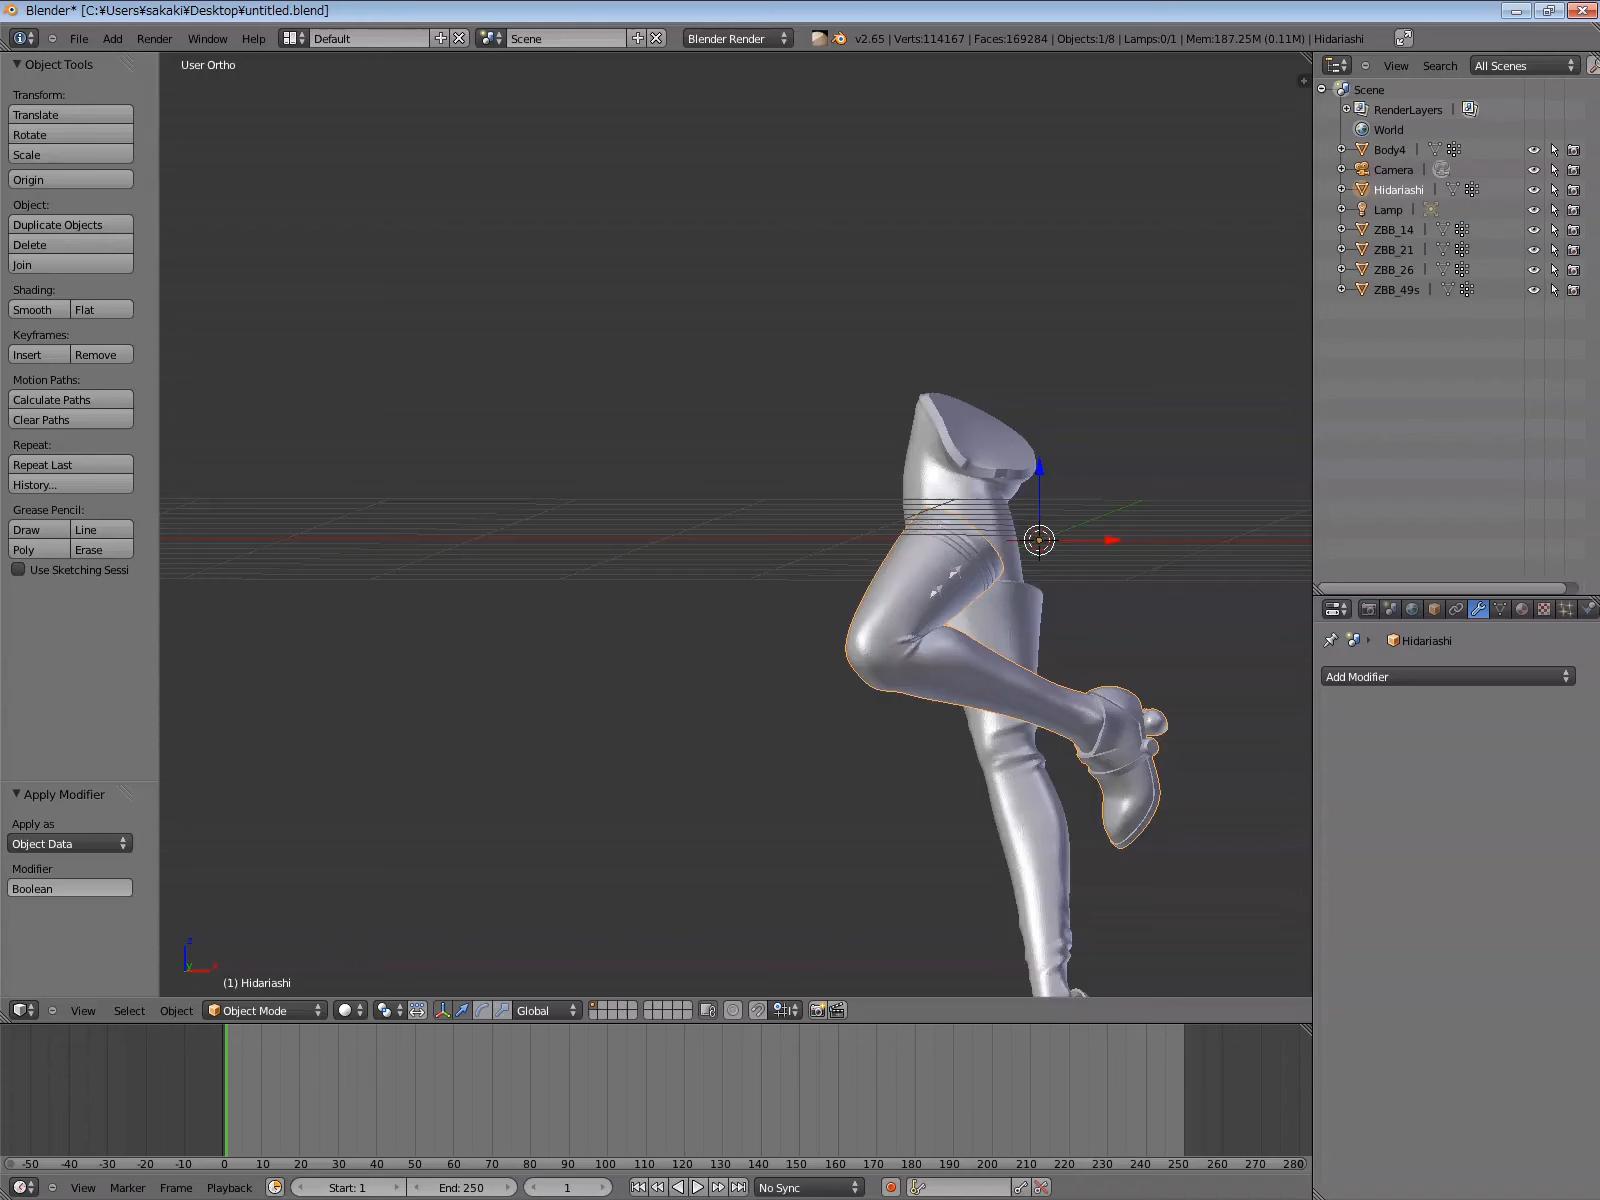 Blender* [C:¥Users¥sakaki¥Desktop¥untitled.blend]
File Add Render Window Help Default Scene Blender Render v2.65 | Verts:114167 | Faces:169284 | Objects:1/8 | Lamps:0/1 | Mem:187.25M (0.11M) | Hidariashi
Object Tools
Transform:
Translate
Rotate
Scale
Origin
Object:
Duplicate Objects
Delete
Join
Shading:
Smooth Flat
Keyframes:
Insert Remove
Motion Paths:
Calculate Paths
Clear Paths
Repeat:
Repeat Last
History...
Grease Pencil:
Draw Line
Poly Erase
Use Sketching Sessi
Apply Modifier
Apply as
Object Data
Modifier
Boolean
User Ortho
z
y
x
(1) Hidariashi
View Select Object Object Mode Global
View Search All Scenes
Scene
RenderLayers
World
Body4
Camera
Hidariashi
Lamp
ZBB_14
ZBB_21
ZBB_26
ZBB_49s
Hidariashi
Add Modifier
-50 -40 -30 -20 -10 0 10 20 30 40 50 60 70 80 90 100 110 120 130 140 150 160 170 180 190 200 210 220 230 240 250 260 270 280
View Marker Frame Playback Start: 1 End: 250 1 No Sync